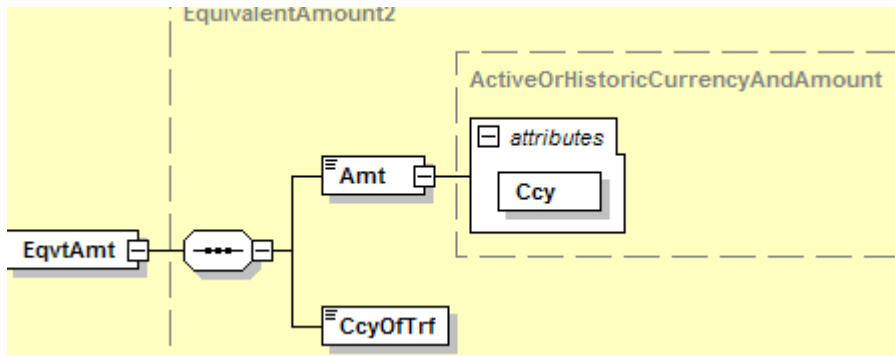 EquivalentAmount2
ActiveOrHistoricCurrencyAndAmount
attributes
Amt
Ccy
EqvtAmt
CcyOfTrf